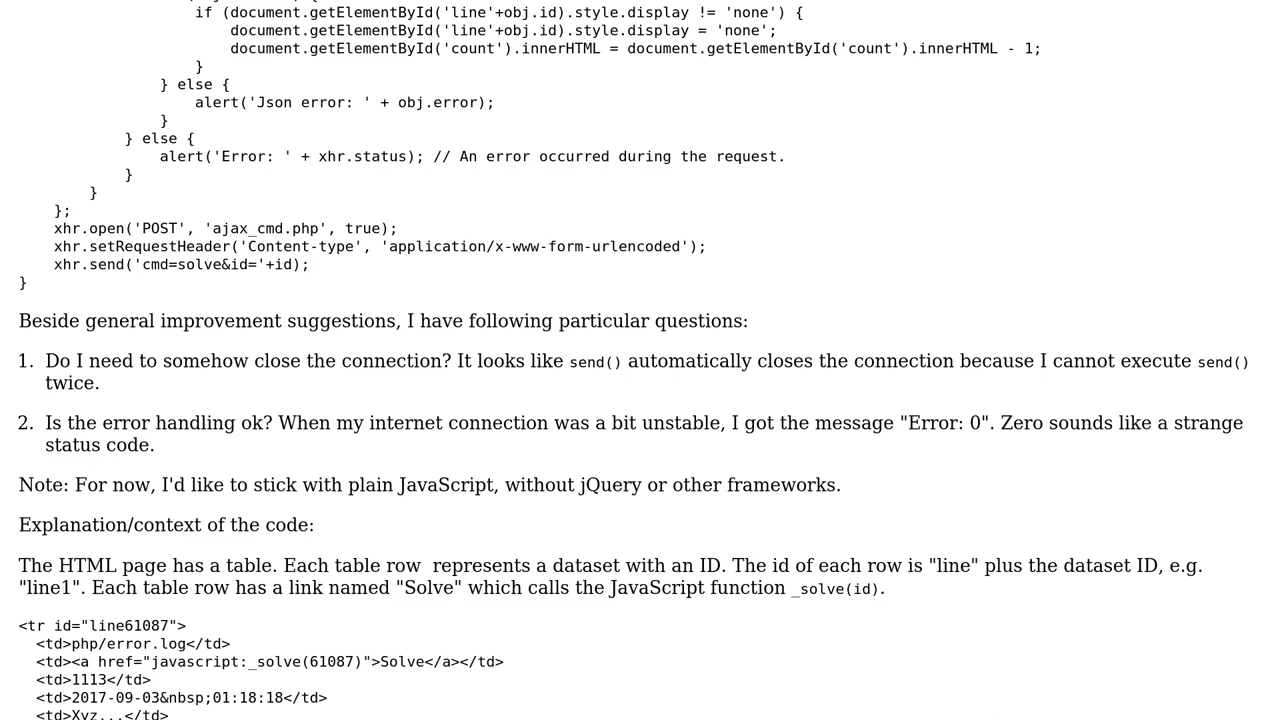 if (document.getElementById('line'+obj.id).style.display != 'none') {
document.getElementById('line'+obj.id).style.display = 'none';
document.getElementById('count').innerHTML = document.getElementById('count').innerHTML - 1;
}
} else {
alert('Json error: ' + obj.error);
}
} else {
alert('Error: ' + xhr.status); // An error occurred during the request.
}
}
};
xhr.open('POST', 'ajax_cmd.php', true);
xhr.setRequestHeader('Content-type', 'application/x-www-form-urlencoded');
xhr.send('cmd=solve&id='+id);
}
Beside general improvement suggestions, I have following particular questions:
1. Do I need to somehow close the connection? It looks like send() automatically closes the connection because I cannot execute send()
twice.
2. Is the error handling ok? When my internet connection was a bit unstable, I got the message "Error: 0". Zero sounds like a strange
status code.
Note: For now, I'd like to stick with plain JavaScript, without jQuery or other frameworks.
Explanation/context of the code:
The HTML page has a table. Each table row  represents a dataset with an ID. The id of each row is "line" plus the dataset ID, e.g.
"line1". Each table row has a link named "Solve" which calls the JavaScript function _solve(id).
<tr id="line61087">
<td>php/error.log</td>
<td><a href="javascript:_solve(61087)">Solve</a></td>
<td>1113</td>
<td>2017-09-03&nbsp;01:18:18</td>
<td>Xyz...</td>